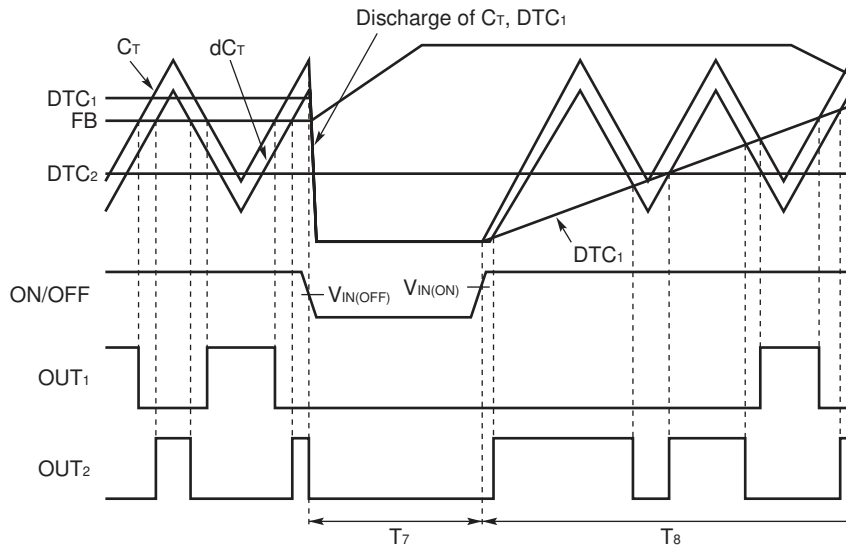 Discharge of CT, DTC1
CT
dCT
DTC1
FB
DTC2
DTC1
ON/OFF
VIN(OFF)
VIN(ON)
OUT1
OUT2
T7
T8